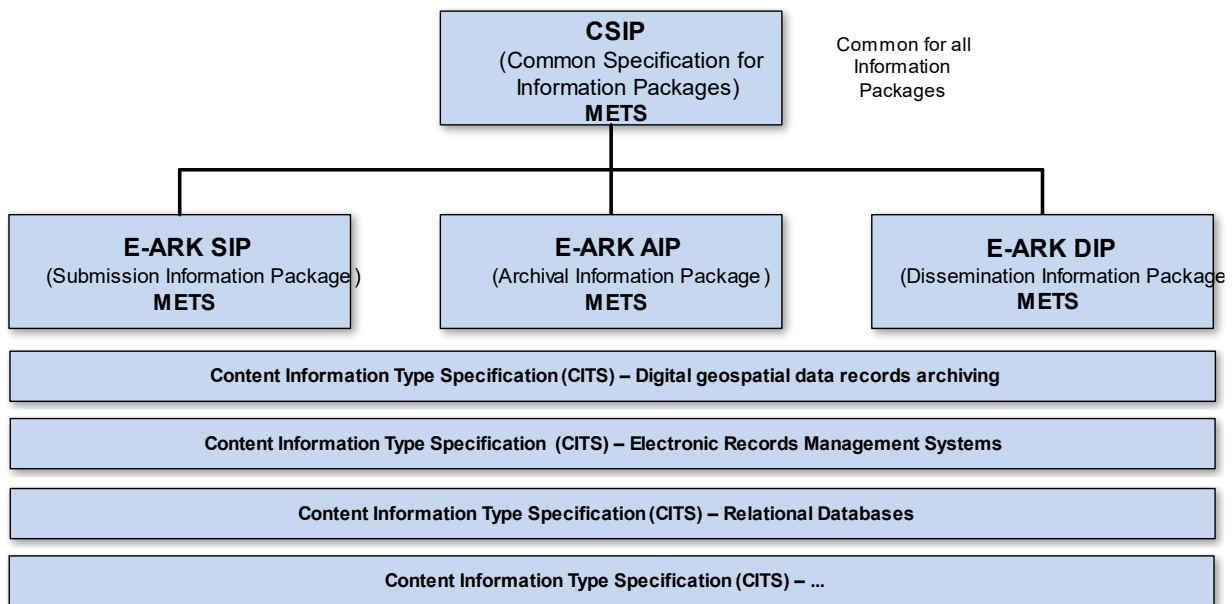 CSIP
(Common Specification for
Information Packages)
METS
Common for all
Information
Packages
E-ARK SIP
(Submission Information Package)
METS
E-ARK AIP
(Archival Information Package)
METS
E-ARK DIP
(Dissemination Information Package
METS
Content Information Type Specification (CITS) – Digital geospatial data records archiving
Content Information Type Specification (CITS) – Electronic Records Management Systems
Content Information Type Specification (CITS) – Relational Databases
Content Information Type Specification (CITS) – ...